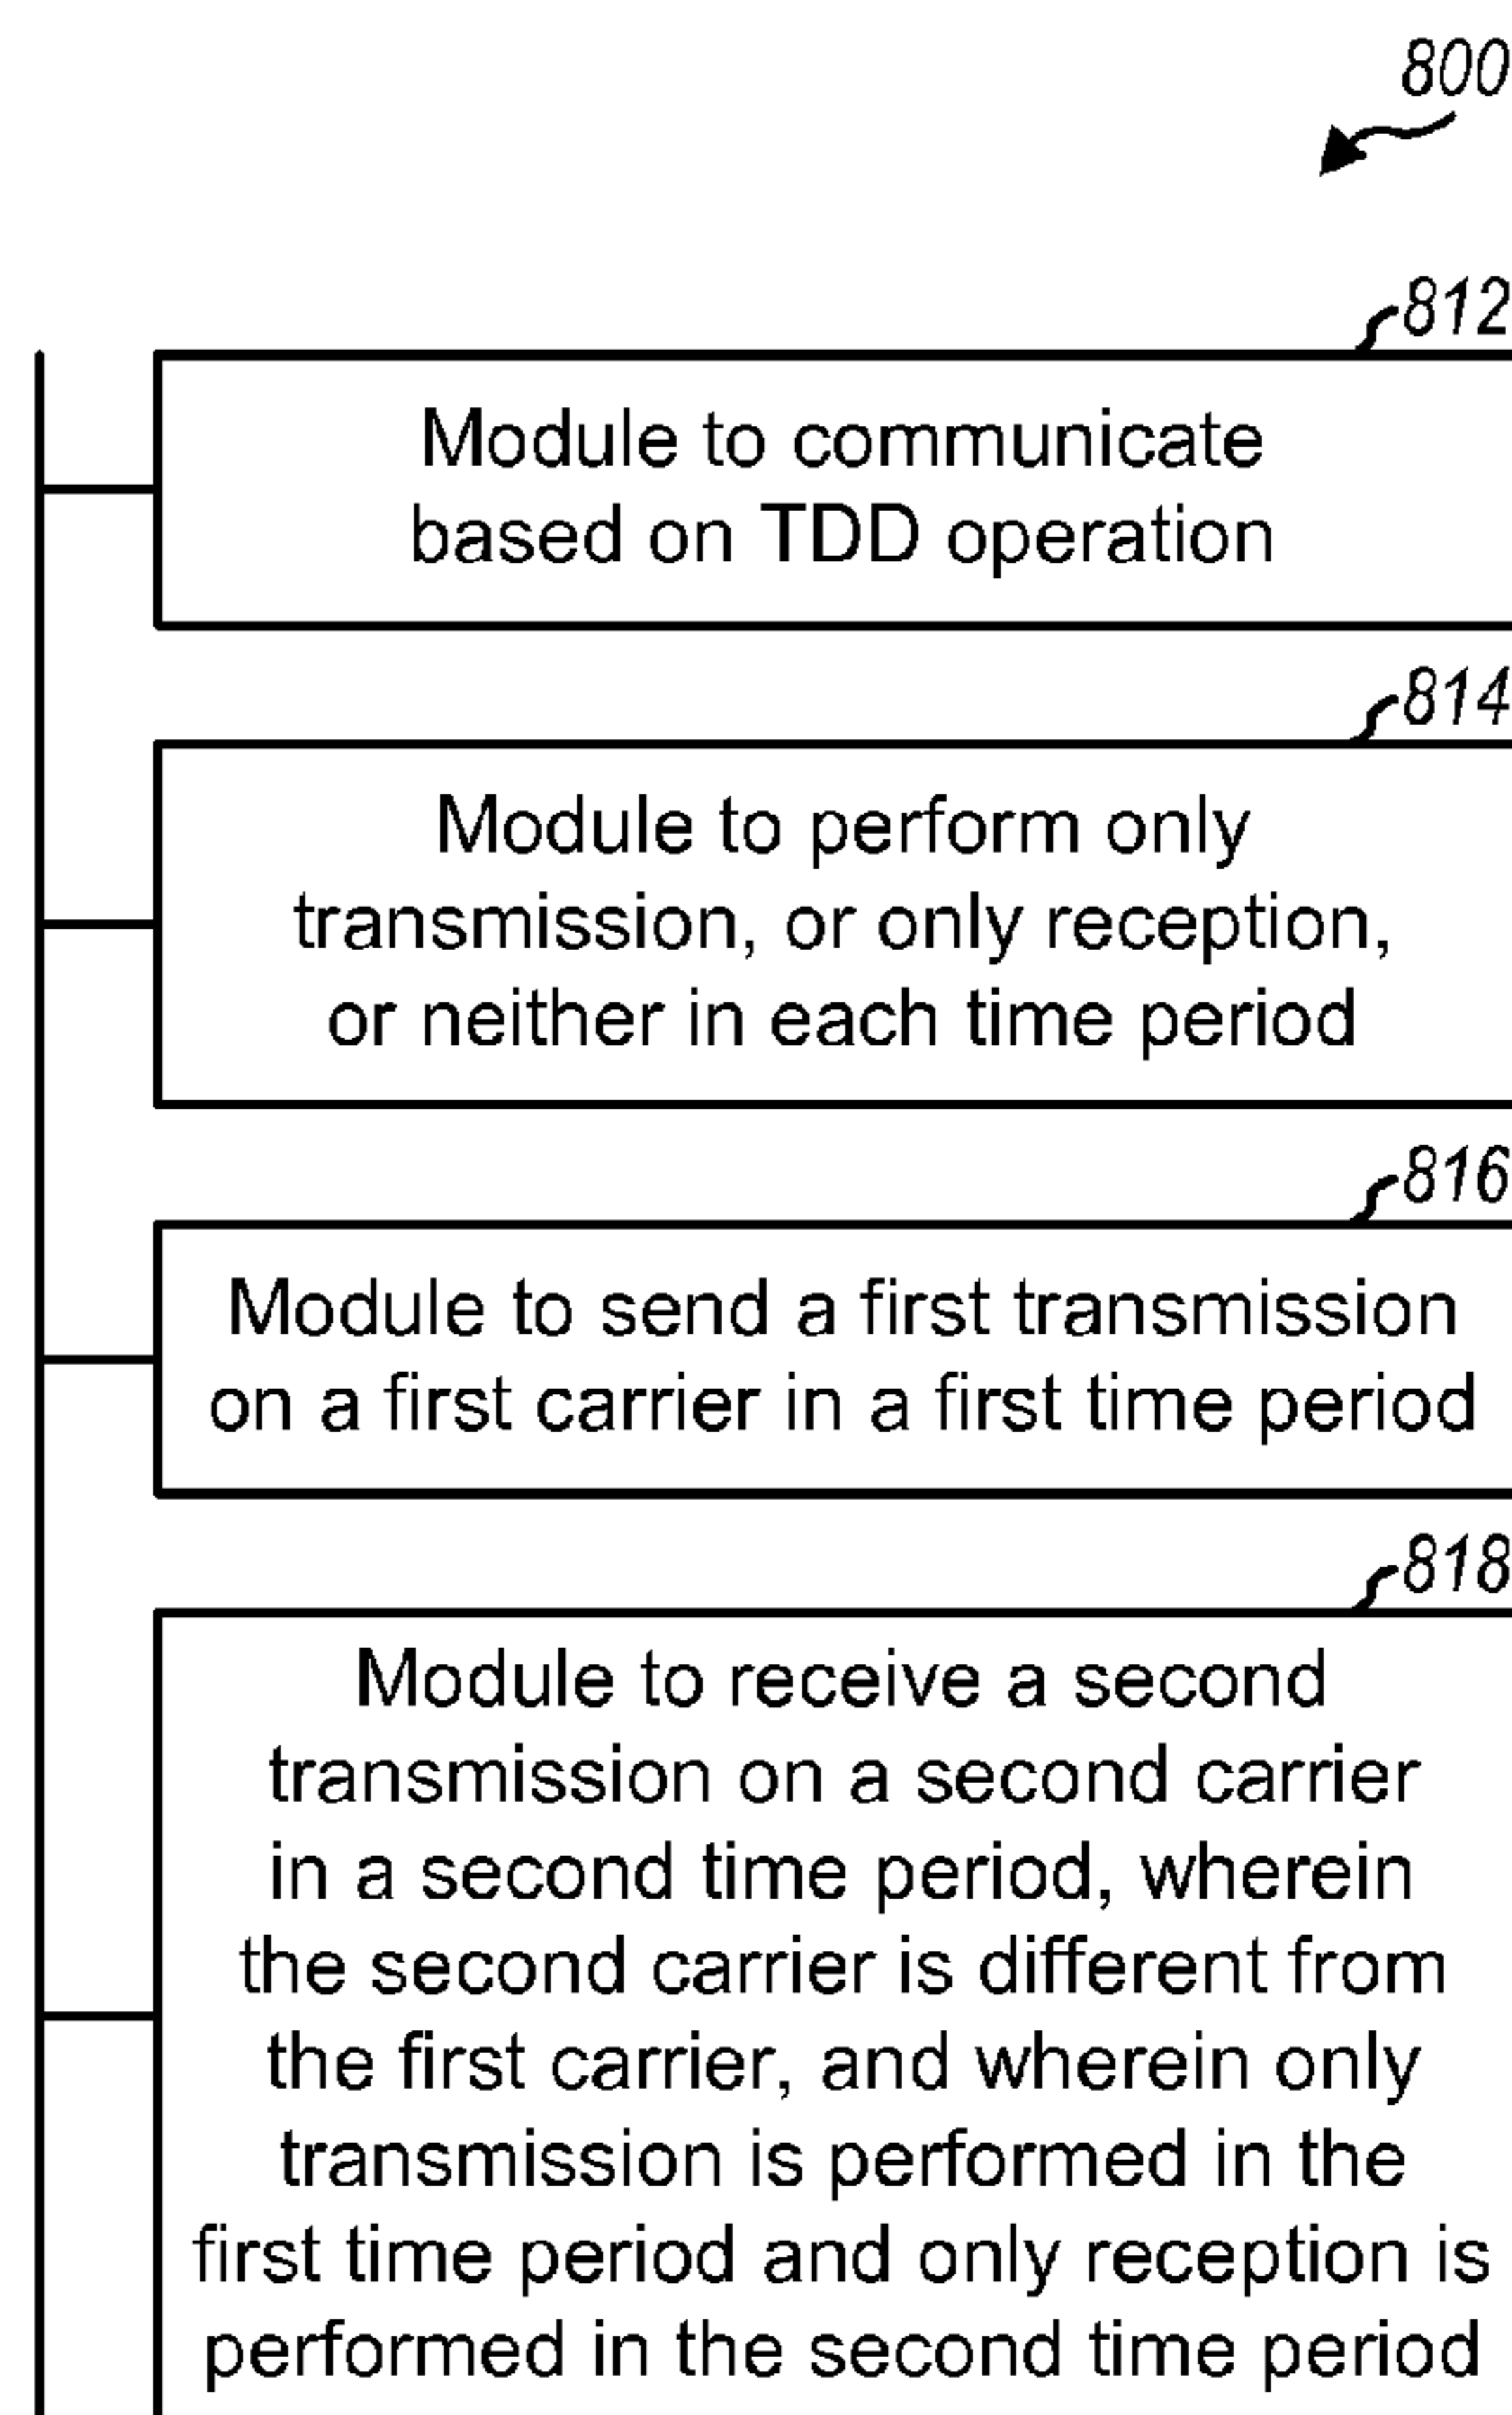 800
812
Module to communicate
based on TDD operation
814
Module to perform only
transmission, or only reception,
or neither in each time period
816
Module to send a first transmission
on a first carrier in a first time period
818
Module to receive a second
transmission on a second carrier
in a second time period, wherein
the second carrier is different from
the first carrier, and wherein only
transmission is performed in the
first time period and only reception is
performed in the second time period